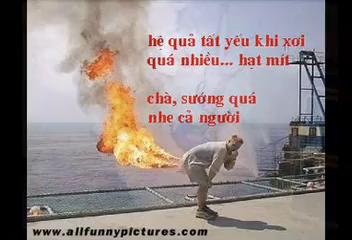 hệ quả tất yếu khi xơi
quá nhiều... hạt mít
chà, sướng quá
nhẹ cả người
www.allfunnypictures.com